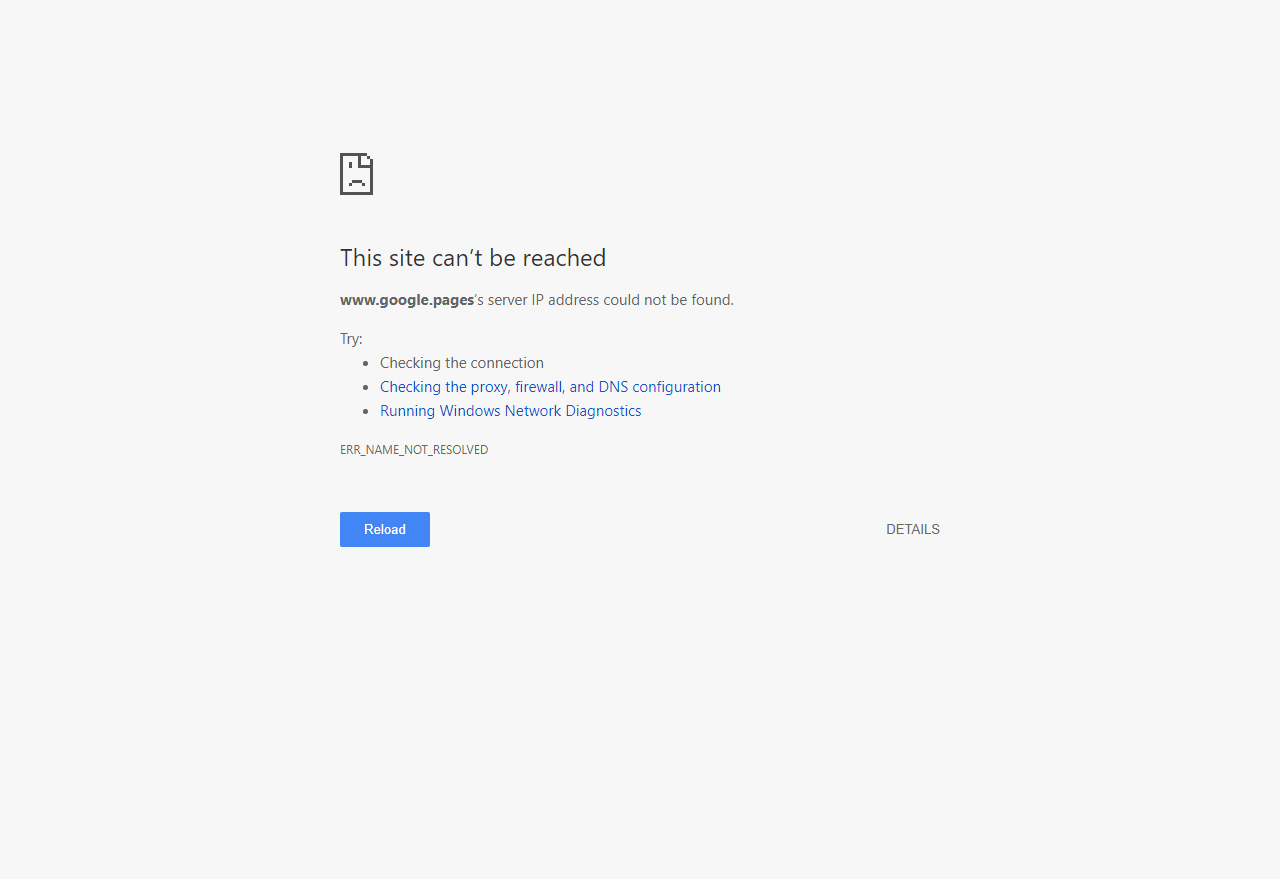 This site can’t be reached
www.google.pages’s server IP address could not be found.
Try:
Checking the connection
Checking the proxy, firewall, and DNS configuration
Running Windows Network Diagnostics
ERR_NAME_NOT_RESOLVED
Reload
DETAILS